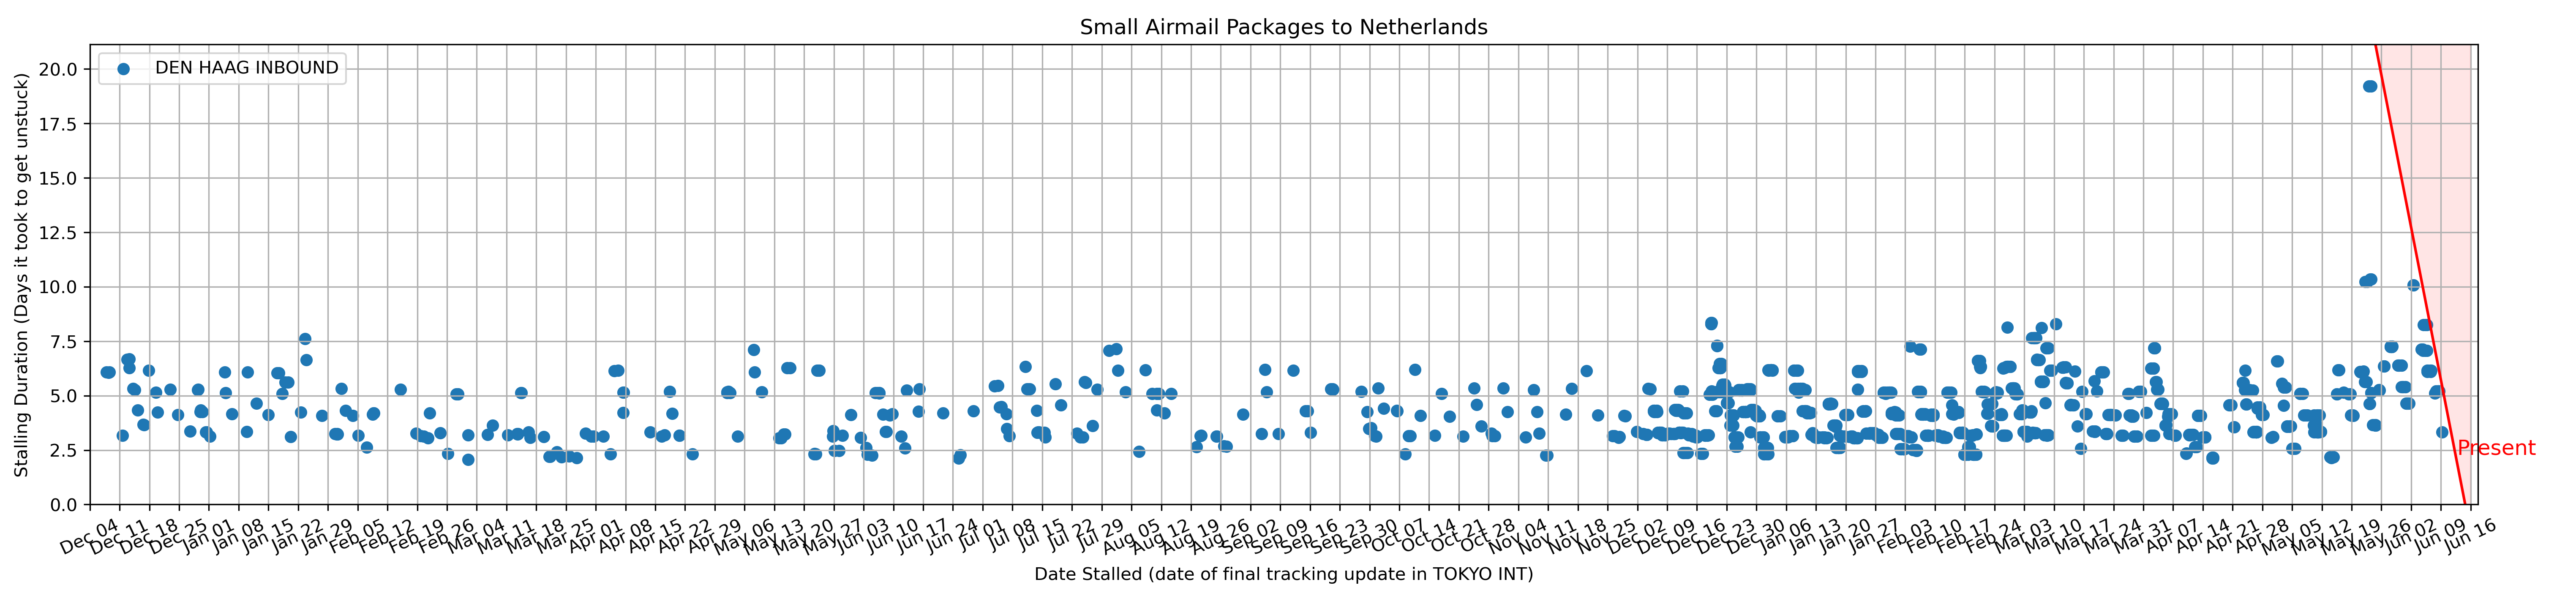 Small Airmail Packages to Netherlands
DEN HAAG INBOUND
Stalling Duration (Days it took to get unstuck)
20.0
17.5
15.0
12.5
10.0
7.5
5.0
2.5
0.0
Present
Dec 04 Dec 11 Dec 18 Dec 25 Jan 01 Jan 08 Jan 15 Jan 22 Jan 29 Feb 05 Feb 12 Feb 19 Feb 26 Mar 04 Mar 11 Mar 18 Mar 25 Apr 01 Apr 08 Apr 15 Apr 22 Apr 29 May 06 May 13 May 20 May 27 Jun 03 Jun 10 Jun 17 Jun 24 Jul 01 Jul 08 Jul 15 Jul 22 Jul 29 Aug 05 Aug 12 Aug 19 Aug 26 Sep 02 Sep 09 Sep 16 Sep 23 Sep 30 Oct 07 Oct 14 Oct 21 Oct 28 Nov 04 Nov 11 Nov 18 Nov 25 Dec 02 Dec 09 Dec 16 Dec 23 Dec 30 Jan 06 Jan 13 Jan 20 Jan 27 Feb 03 Feb 10 Feb 17 Feb 24 Mar 03 Mar 10 Mar 17 Mar 24 Mar 31 Apr 07 Apr 14 Apr 21 Apr 28 May 05 May 12 May 19 May 26 Jun 02 Jun 09 Jun 16
Date Stalled (date of final tracking update in TOKYO INT)